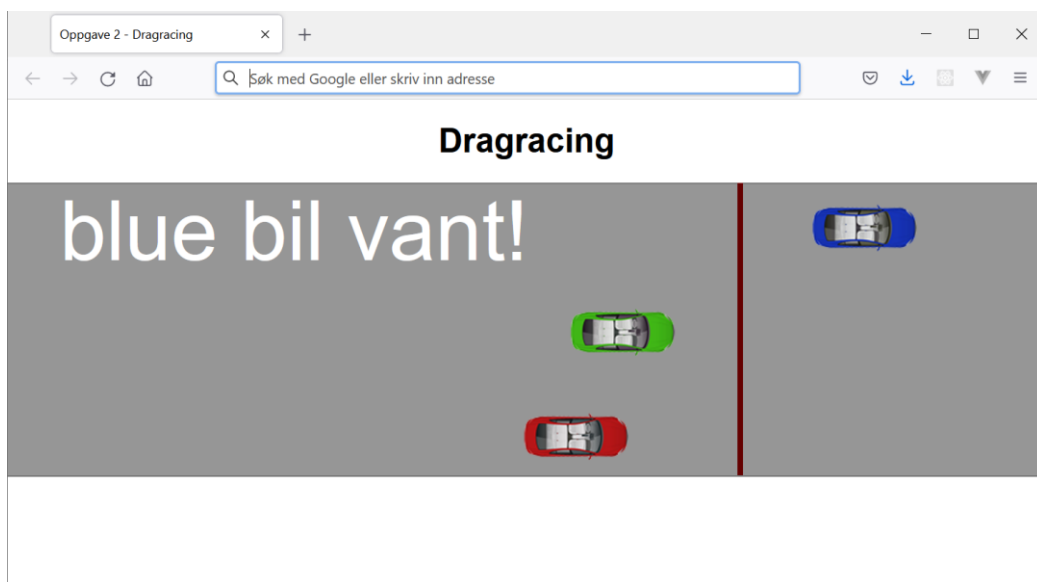 Oppgave 2 - Dragracing
Søk med Google eller skriv inn adresse
Dragracing
blue bil vant!